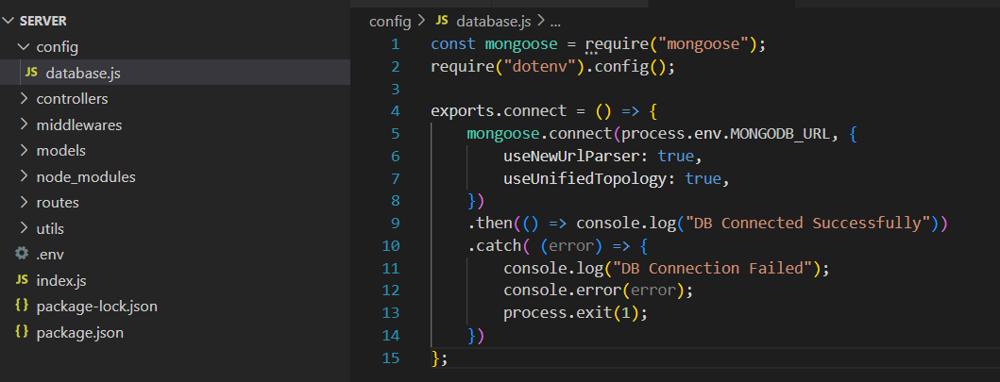 SERVER
config
JS database.js
controllers
middlewares
models
node_modules
routes
utils
.env
JS index.js
{} package-lock.json
{} package.json
config > JS database.js > ...
1 const mongoose = require("mongoose");
2 require("dotenv").config();
3
4 exports.connect = () => {
5     mongoose.connect(process.env.MONGODB_URL, {
6         useNewUrlParser: true,
7         useUnifiedTopology: true,
8     })
9     .then(() => console.log("DB Connected Successfully"))
10     .catch( (error) => {
11         console.log("DB Connection Failed");
12         console.error(error);
13         process.exit(1);
14     })
15 };